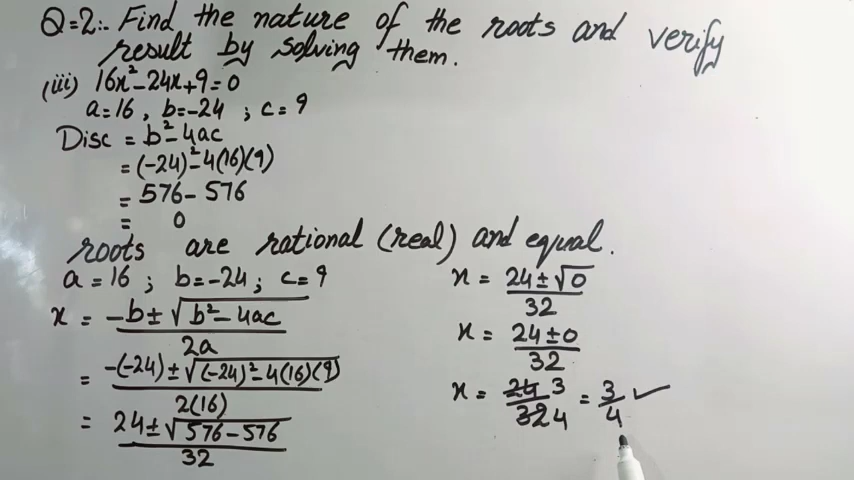 Q=2:- Find the nature of the roots and verify
result by solving them.
(iii) 16x²-24x+9=0
a=16, b=-24 ; c=9
Disc = b²-4ac
= (-24)²-4(16)(9)
= 576-576
= 0
roots are rational (real) and equal.
a=16 ; b=-24 ; c=9
x = -b±√b²-4ac / 2a
= -(-24)±√(-24)²-4(16)(9) / 2(16)
= 24±√576-576 / 32
x = 24±√0 / 32
x = 24±0 / 32
x = 24 3 / 32 4 = 3/4 ✓